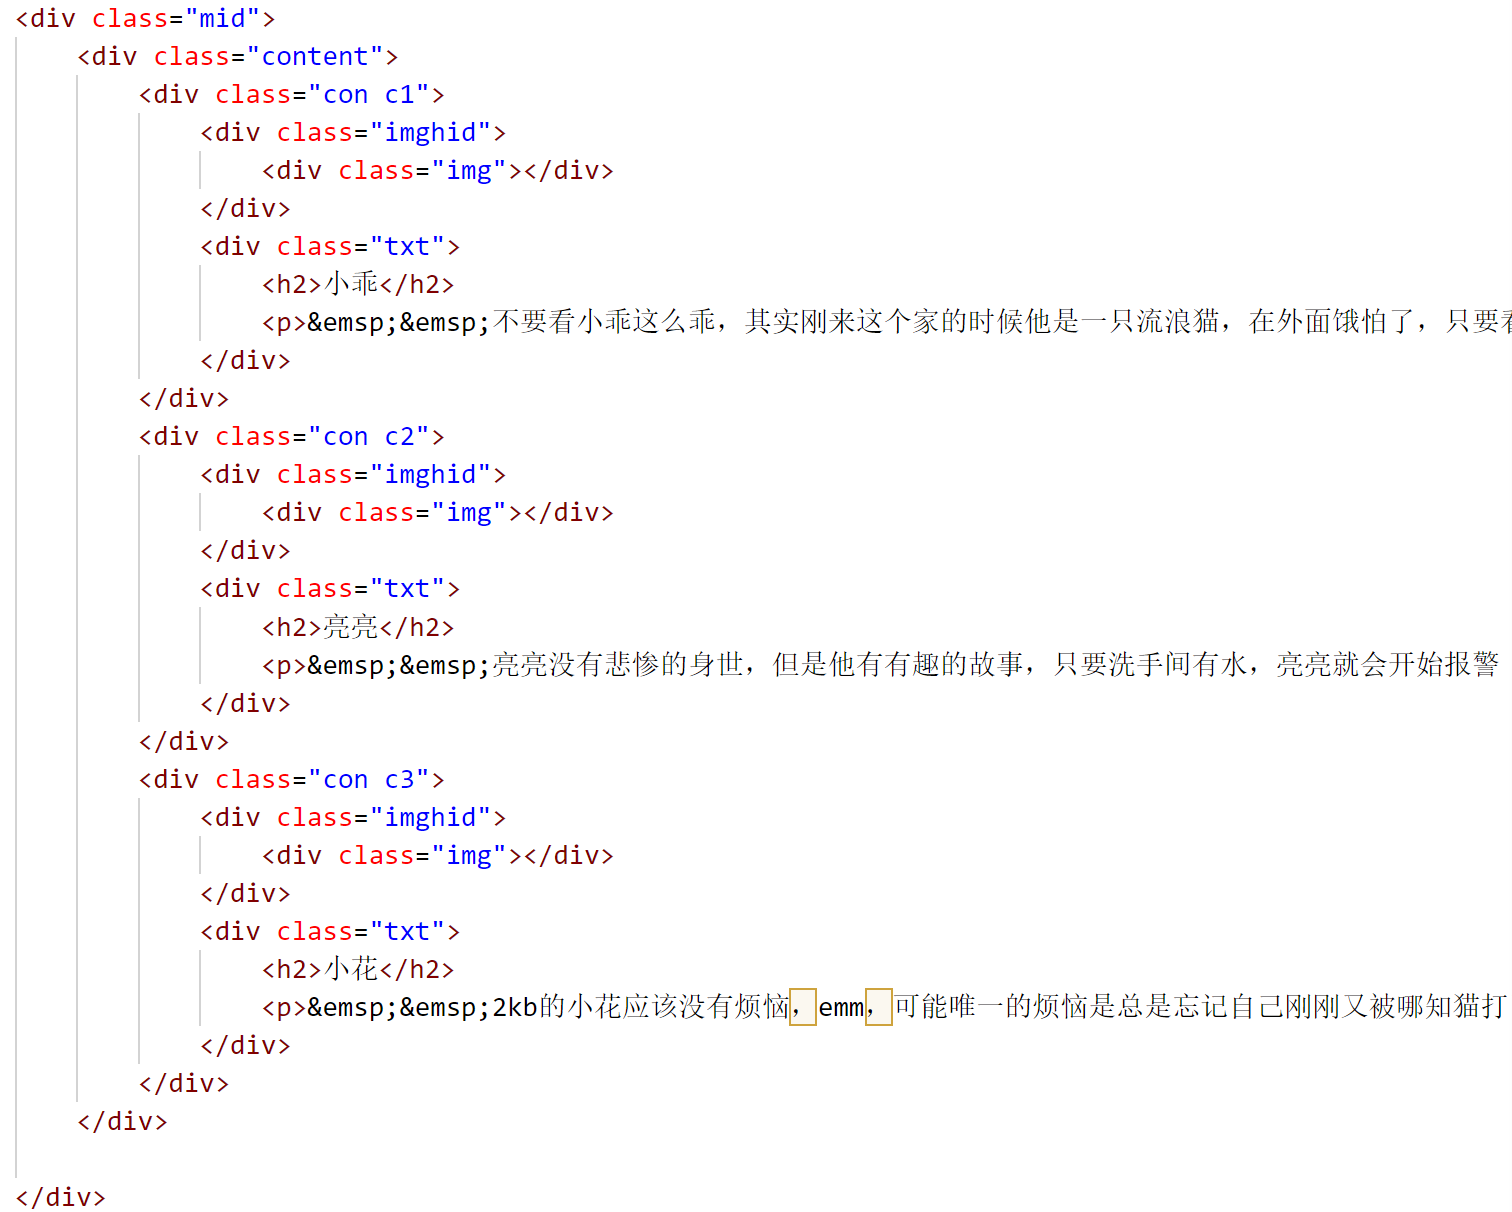 <div class="mid">
<div class="content">
<div class="con c1">
<div class="imghid">
<div class="img"></div>
</div>
<div class="txt">
<h2>小乖</h2>
<p>&emsp;&emsp;不要看小乖这么乖，其实刚来这个家的时候他是一只流浪猫，在外面饿怕了，只要
</div>
</div>
<div class="con c2">
<div class="imghid">
<div class="img"></div>
</div>
<div class="txt">
<h2>亮亮</h2>
<p>&emsp;&emsp;亮亮没有悲惨的身世，但是他有有趣的故事，只要洗手间有水，亮亮就会开始报警
</div>
</div>
<div class="con c3">
<div class="imghid">
<div class="img"></div>
</div>
<div class="txt">
<h2>小花</h2>
<p>&emsp;&emsp;2kb的小花应该没有烦恼，emm，可能唯一的烦恼是总是忘记自己刚刚又被哪知猫打
</div>
</div>
</div>
</div>